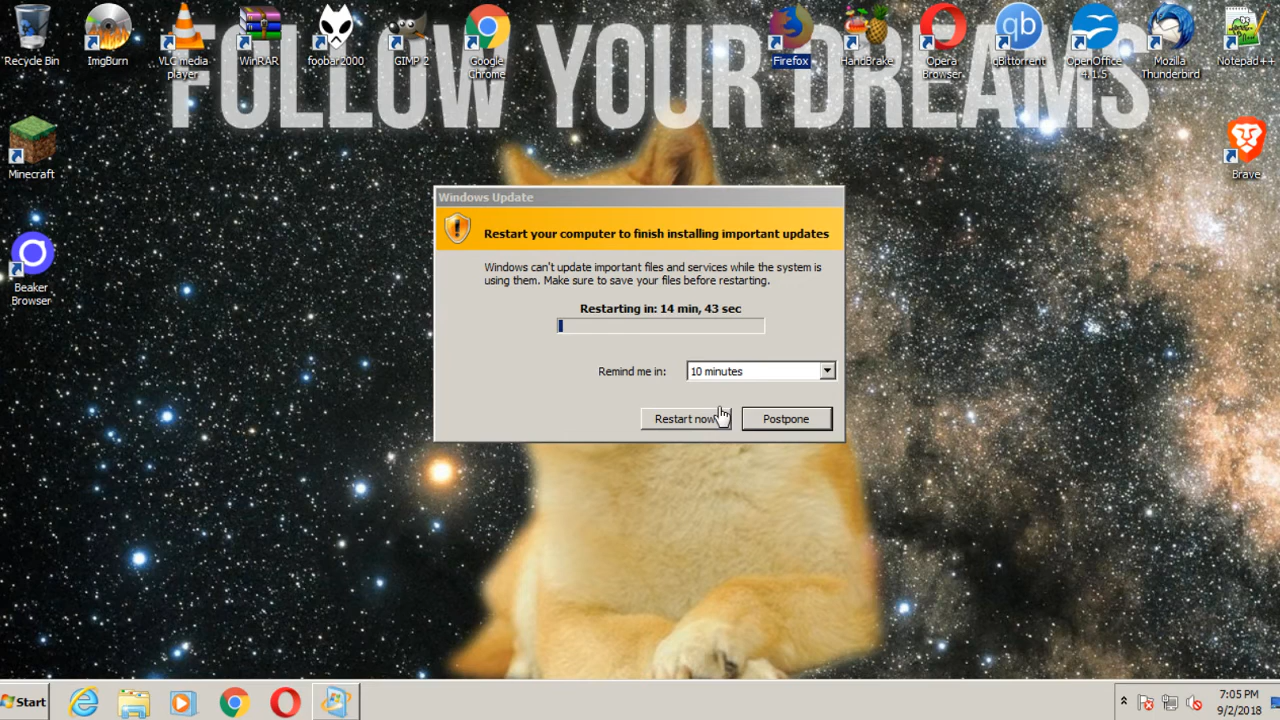 Recycle Bin
ImgBurn
VLC media
player
WinRAR
foobar2000
GIMP 2
Google
Chrome
Firefox
HandBrake
Opera
Browser
qBittorrent
OpenOffice
4.1.5
Mozilla
Thunderbird
Notepad++
FOLLOW YOUR DREAMS
Minecraft
Brave
Beaker
Browser
Windows Update
Restart your computer to finish installing important updates
Windows can't update important files and services while the system is
using them. Make sure to save your files before restarting.
Restarting in: 14 min, 43 sec
Remind me in: 10 minutes
Restart now Postpone
Start
7:05 PM
9/2/2018